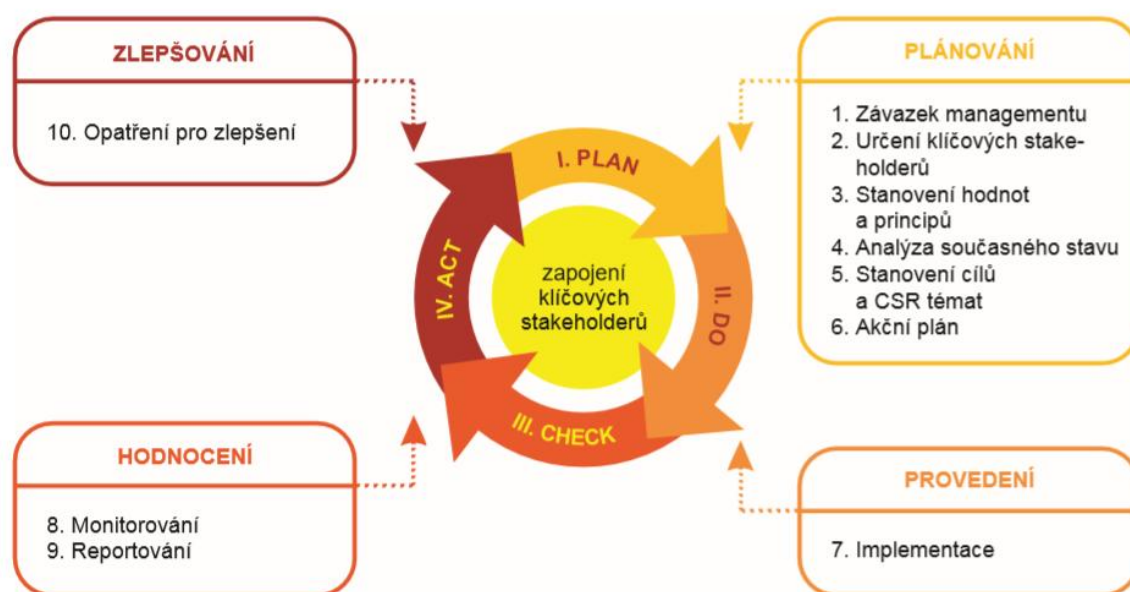 ZLEPŠOVÁNÍ
10. Opatření pro zlepšení
PLÁNOVÁNÍ
1. Závazek managementu
2. Určení klíčových stake-
holderů
3. Stanovení hodnot
a principů
4. Analýza současného stavu
5. Stanovení cílů
a CSR témat
6. Akční plán
I. PLAN
II. DO
III. CHECK
IV. ACT
zapojení
klíčových
stakeholderů
HODNOCENÍ
8. Monitorování
9. Reportování
PROVEDENÍ
7. Implementace